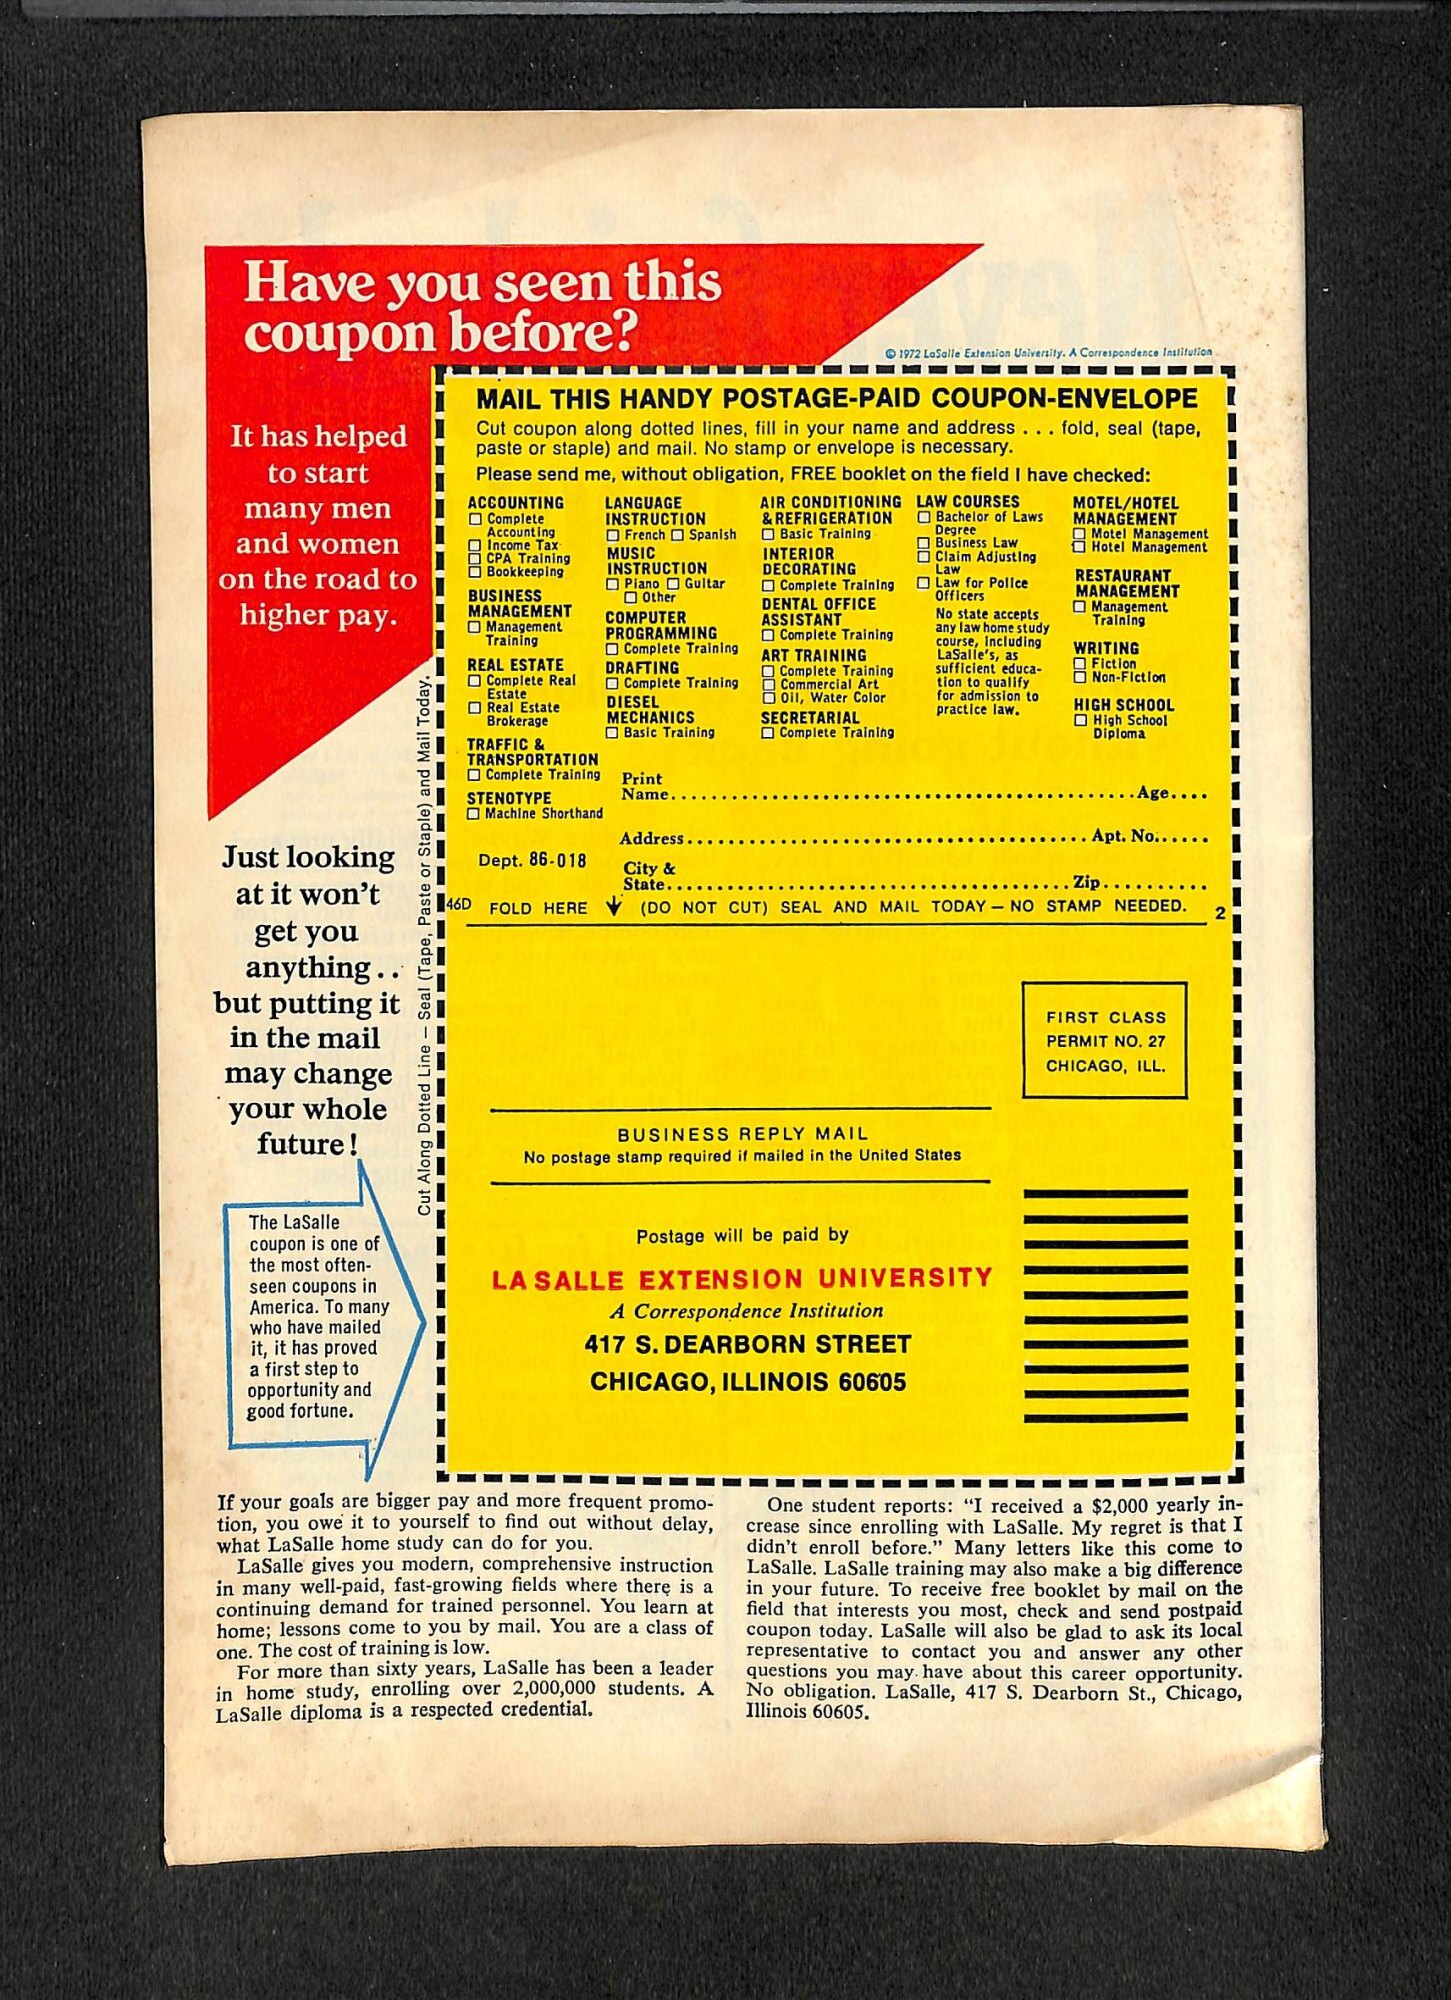 Have you seen this
coupon before?
© 1972 LaSalle Extension University. A Correspondence Institution
It has helped
to start
many men
and women
on the road to
higher pay.
Just looking
at it won't
get you
anything . .
but putting it
in the mail
may change
your whole
future!
The LaSalle
coupon is one of
the most often-
seen coupons in
America. To many
who have mailed
it, it has proved
a first step to
opportunity and
good fortune.
Cut Along Dotted Line — Seal (Tape, Paste or Staple) and Mail Today.
MAIL THIS HANDY POSTAGE-PAID COUPON-ENVELOPE
Cut coupon along dotted lines, fill in your name and address . . . fold, seal (tape,
paste or staple) and mail. No stamp or envelope is necessary.
Please send me, without obligation, FREE booklet on the field I have checked:
ACCOUNTING
☐ Complete
Accounting
☐ Income Tax
☐ CPA Training
☐ Bookkeeping
BUSINESS
MANAGEMENT
☐ Management
Training
REAL ESTATE
☐ Complete Real
Estate
☐ Real Estate
Brokerage
TRAFFIC &
TRANSPORTATION
☐ Complete Training
STENOTYPE
☐ Machine Shorthand
LANGUAGE
INSTRUCTION
☐ French ☐ Spanish
MUSIC
INSTRUCTION
☐ Piano ☐ Guitar
☐ Other
COMPUTER
PROGRAMMING
☐ Complete Training
DRAFTING
☐ Complete Training
DIESEL
MECHANICS
☐ Basic Training
AIR CONDITIONING
& REFRIGERATION
☐ Basic Training
INTERIOR
DECORATING
☐ Complete Training
DENTAL OFFICE
ASSISTANT
☐ Complete Training
ART TRAINING
☐ Complete Training
☐ Commercial Art
☐ Oil, Water Color
SECRETARIAL
☐ Complete Training
LAW COURSES
☐ Bachelor of Laws
Degree
☐ Business Law
☐ Claim Adjusting
Law
☐ Law for Police
Officers
No state accepts
any law home study
course, including
LaSalle's, as
sufficient educa-
tion to qualify
for admission to
practice law.
MOTEL/HOTEL
MANAGEMENT
☐ Motel Management
☐ Hotel Management
RESTAURANT
MANAGEMENT
☐ Management
Training
WRITING
☐ Fiction
☐ Non-Fiction
HIGH SCHOOL
☐ High School
Diploma
Print
Name.....Age....
Address.....Apt. No......
Dept. 86-018
City &
State.....Zip..........
46D FOLD HERE ↓ (DO NOT CUT) SEAL AND MAIL TODAY — NO STAMP NEEDED. 2
FIRST CLASS
PERMIT NO. 27
CHICAGO, ILL.
BUSINESS REPLY MAIL
No postage stamp required if mailed in the United States
Postage will be paid by
LA SALLE EXTENSION UNIVERSITY
A Correspondence Institution
417 S. DEARBORN STREET
CHICAGO, ILLINOIS 60605
If your goals are bigger pay and more frequent promo-
tion, you owe it to yourself to find out without delay,
what LaSalle home study can do for you.
LaSalle gives you modern, comprehensive instruction
in many well-paid, fast-growing fields where there is a
continuing demand for trained personnel. You learn at
home; lessons come to you by mail. You are a class of
one. The cost of training is low.
For more than sixty years, LaSalle has been a leader
in home study, enrolling over 2,000,000 students. A
LaSalle diploma is a respected credential.
One student reports: "I received a $2,000 yearly in-
crease since enrolling with LaSalle. My regret is that I
didn't enroll before." Many letters like this come to
LaSalle. LaSalle training may also make a big difference
in your future. To receive free booklet by mail on the
field that interests you most, check and send postpaid
coupon today. LaSalle will also be glad to ask its local
representative to contact you and answer any other
questions you may have about this career opportunity.
No obligation. LaSalle, 417 S. Dearborn St., Chicago,
Illinois 60605.